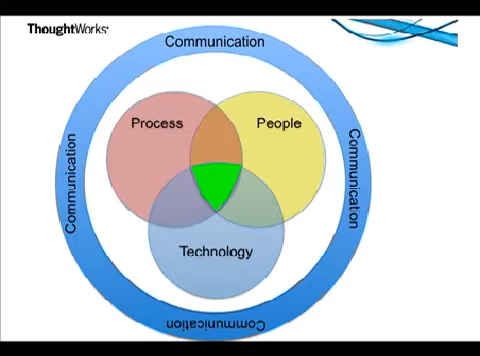 ThoughtWorks®
Communication
Process
People
Communication
Communication
Technology
Communication